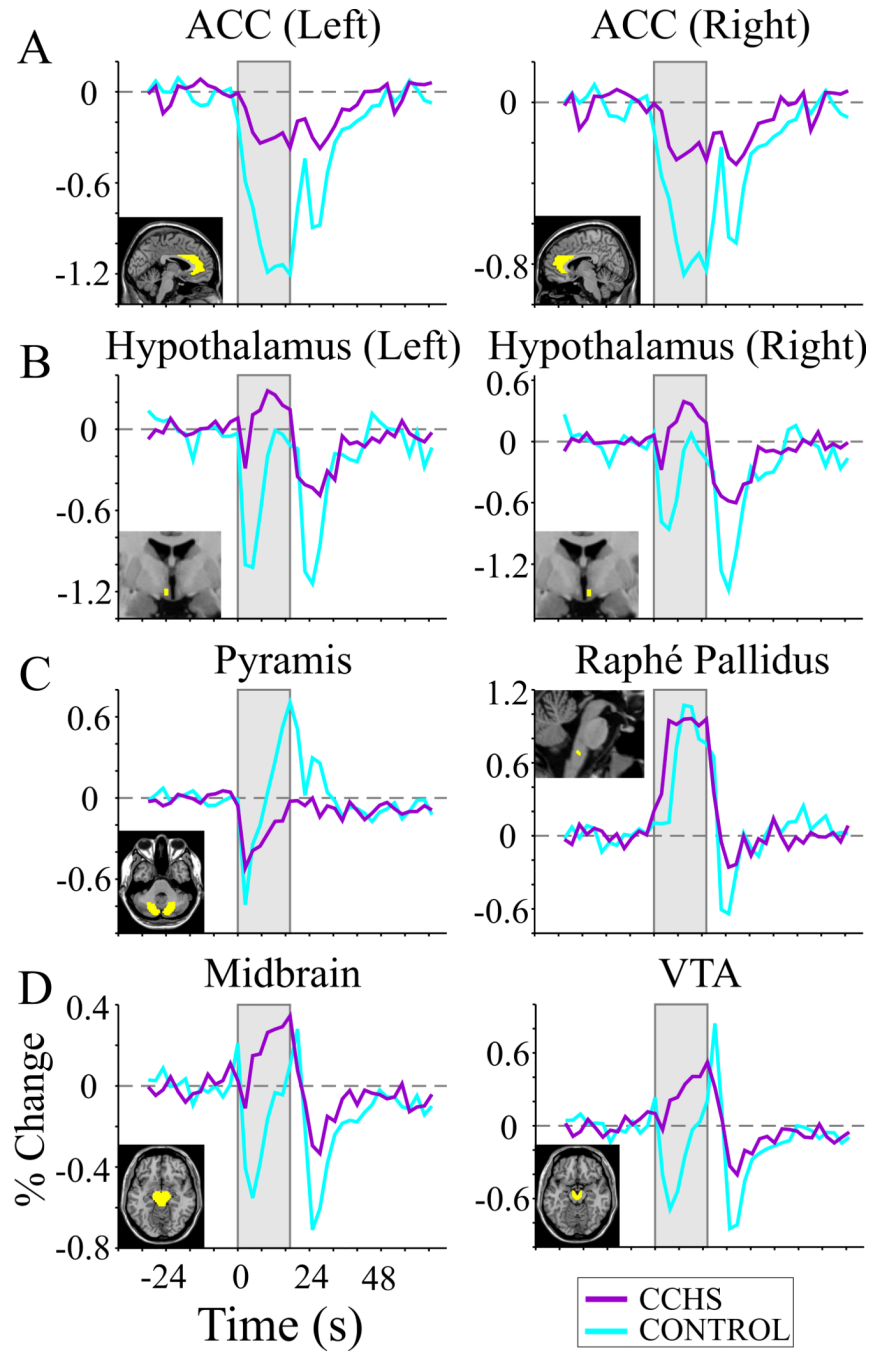 A
ACC (Left)
ACC (Right)
0
-0.6
-1.2
0
-0.8
B
Hypothalamus (Left)
Hypothalamus (Right)
0
-0.6
-1.2
0.6
0
-0.6
-1.2
C
Pyramis
Raphé Pallidus
0.6
0
-0.6
1.2
0.6
0
-0.6
D
Midbrain
VTA
% Change
0.4
0
-0.4
-0.8
0.6
0
-0.6
-24 0 24 48
Time (s)
CCHS
CONTROL